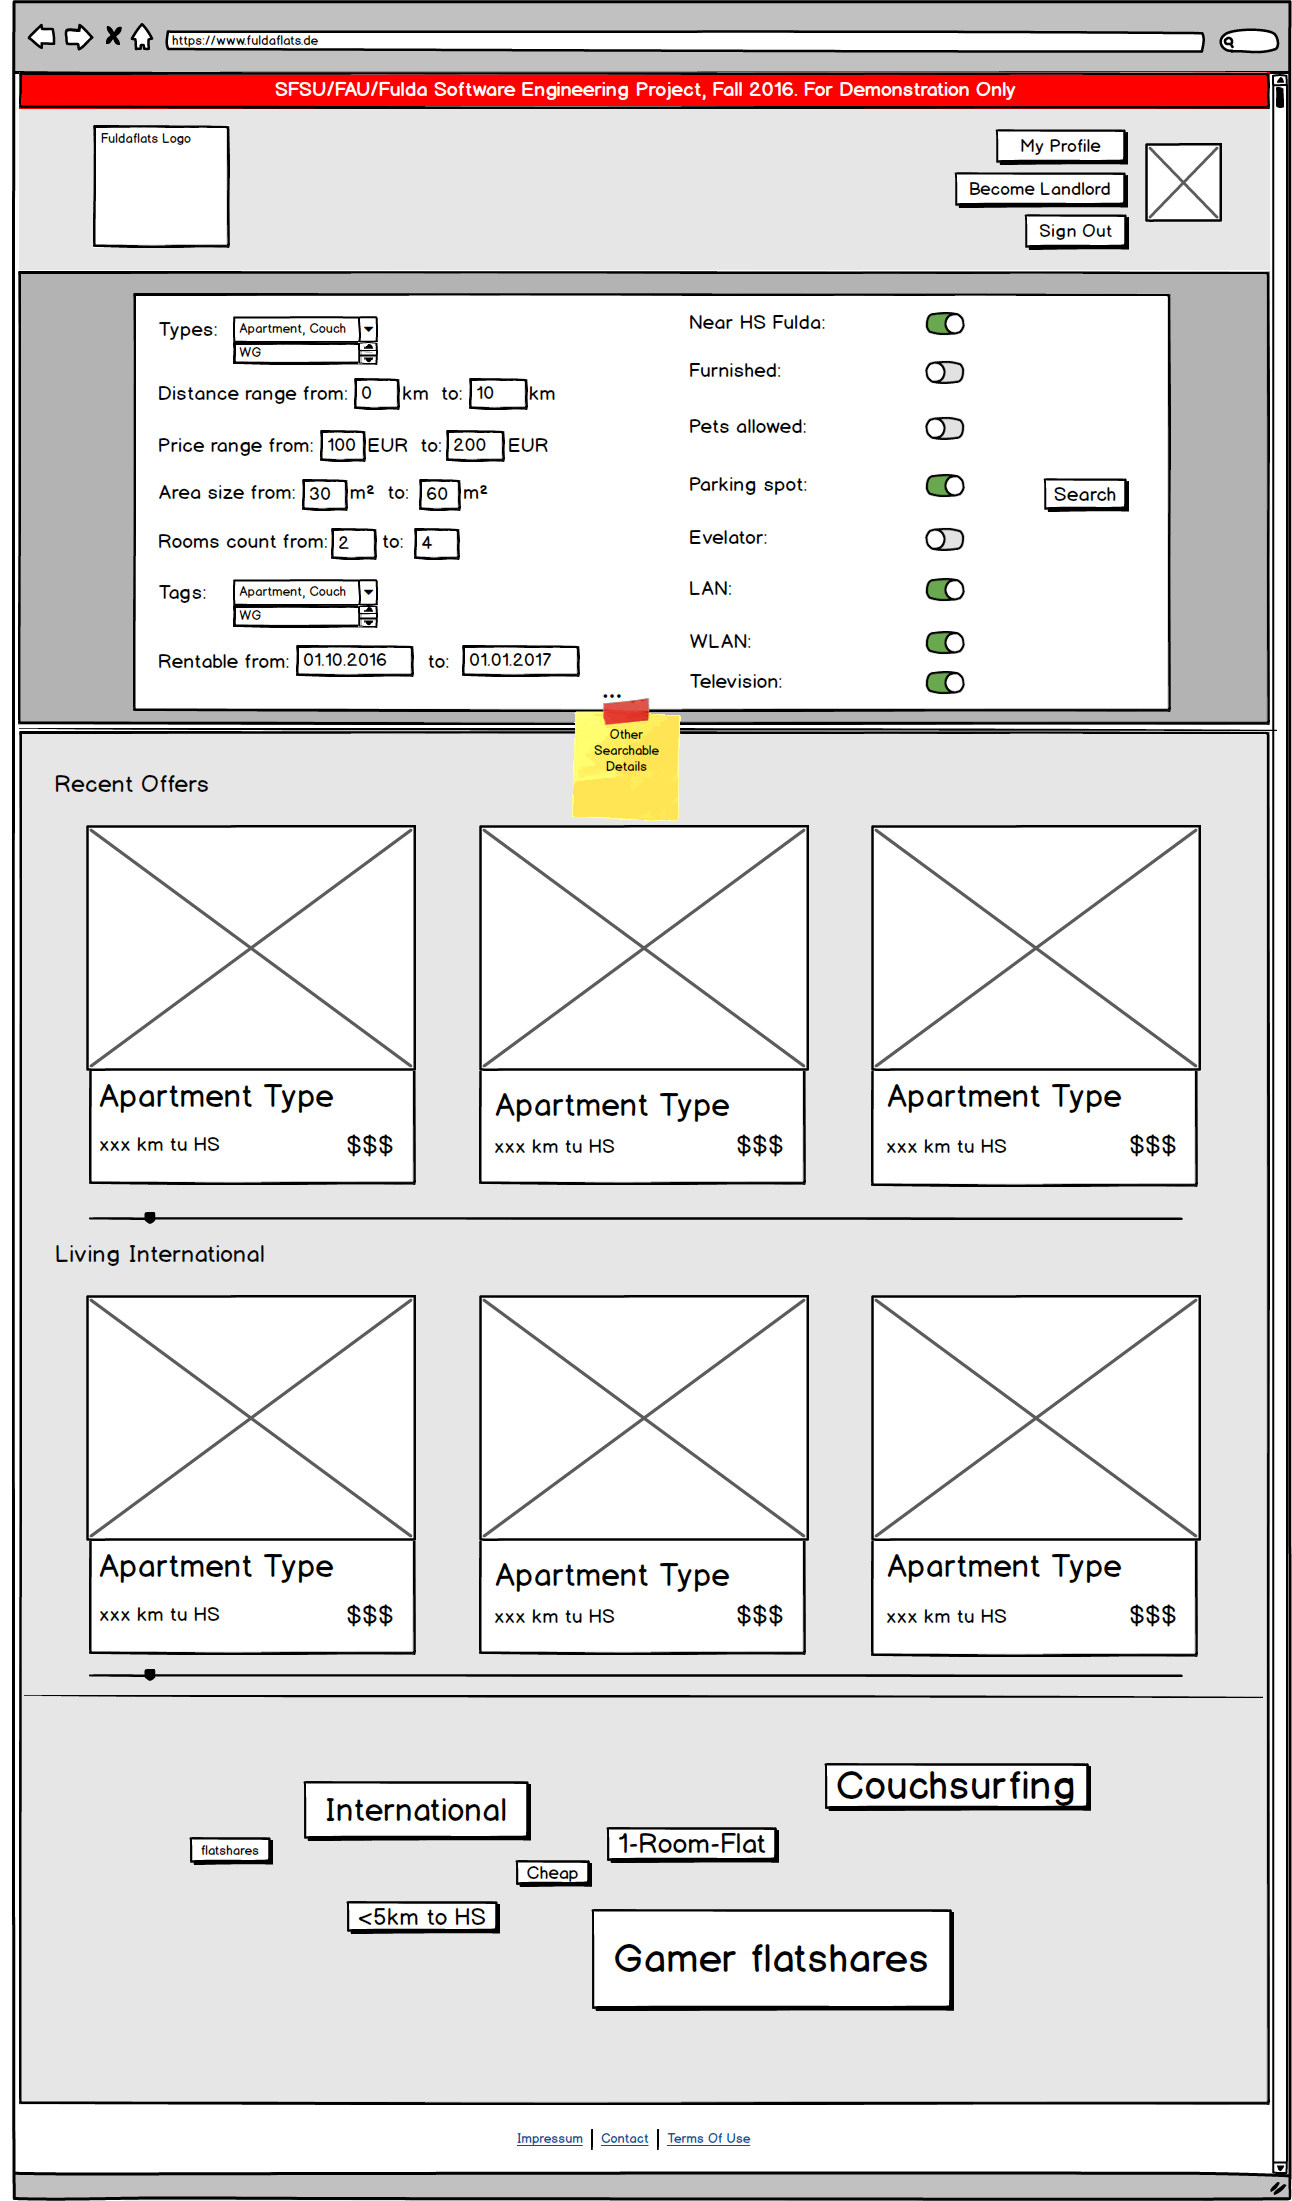 https://www.fuldaflats.de
SFSU/FAU/Fulda Software Engineering Project, Fall 2016. For Demonstration Only
Fuldaflats Logo
My Profile
Become Landlord
Sign Out
Types: Apartment, Couch
WG
Distance range from: 0 km to: 10 km
Price range from: 100 EUR to: 200 EUR
Area size from: 30 m² to: 60 m²
Rooms count from: 2 to: 4
Tags: Apartment, Couch
WG
Rentable from: 01.10.2016 to: 01.01.2017
Near HS Fulda:
Furnished:
Pets allowed:
Parking spot:
Evelator:
LAN:
WLAN:
Television:
Search
...
Other
Searchable
Details
Recent Offers
Apartment Type
xxx km tu HS $$$
Apartment Type
xxx km tu HS $$$
Apartment Type
xxx km tu HS $$$
Living International
Apartment Type
xxx km tu HS $$$
Apartment Type
xxx km tu HS $$$
Apartment Type
xxx km tu HS $$$
Couchsurfing
International
1-Room-Flat
flatshares
Cheap
<5km to HS
Gamer flatshares
Impressum | Contact | Terms Of Use